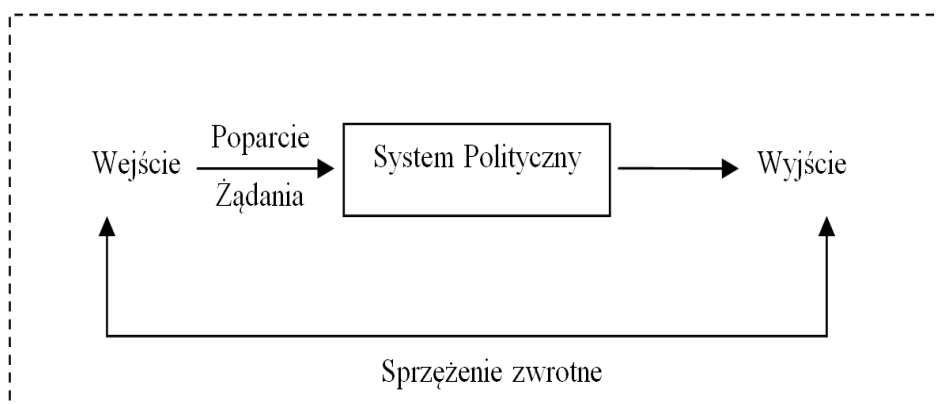 Poparcie
Wejście
Żądania
System Polityczny
Wyjście
Sprzężenie zwrotne